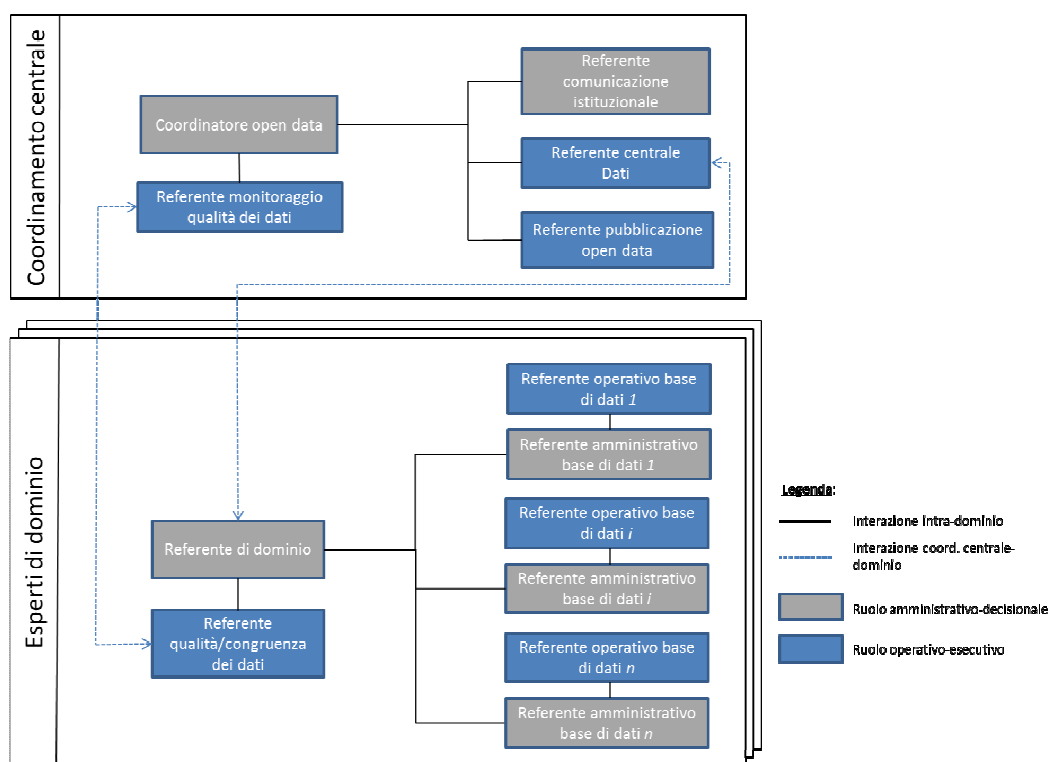 Coordinamento centrale
Referente
comunicazione
istituzionale
Coordinatore open data
Referente centrale
Dati
Referente monitoraggio
qualità dei dati
Referente pubblicazione
open data
Esperti di dominio
Referente operativo base
di dati 1
Referente amministrativo
base di dati 1
Referente operativo base
di dati i
Referente di dominio
Referente amministrativo
base di dati i
Referente
qualità/congruenza
dei dati
Referente operativo base
di dati n
Referente amministrativo
base di dati n
Legenda:
Interazione intra-dominio
Interazione coord. centrale-
dominio
Ruolo amministrativo-decisionale
Ruolo operativo-esecutivo